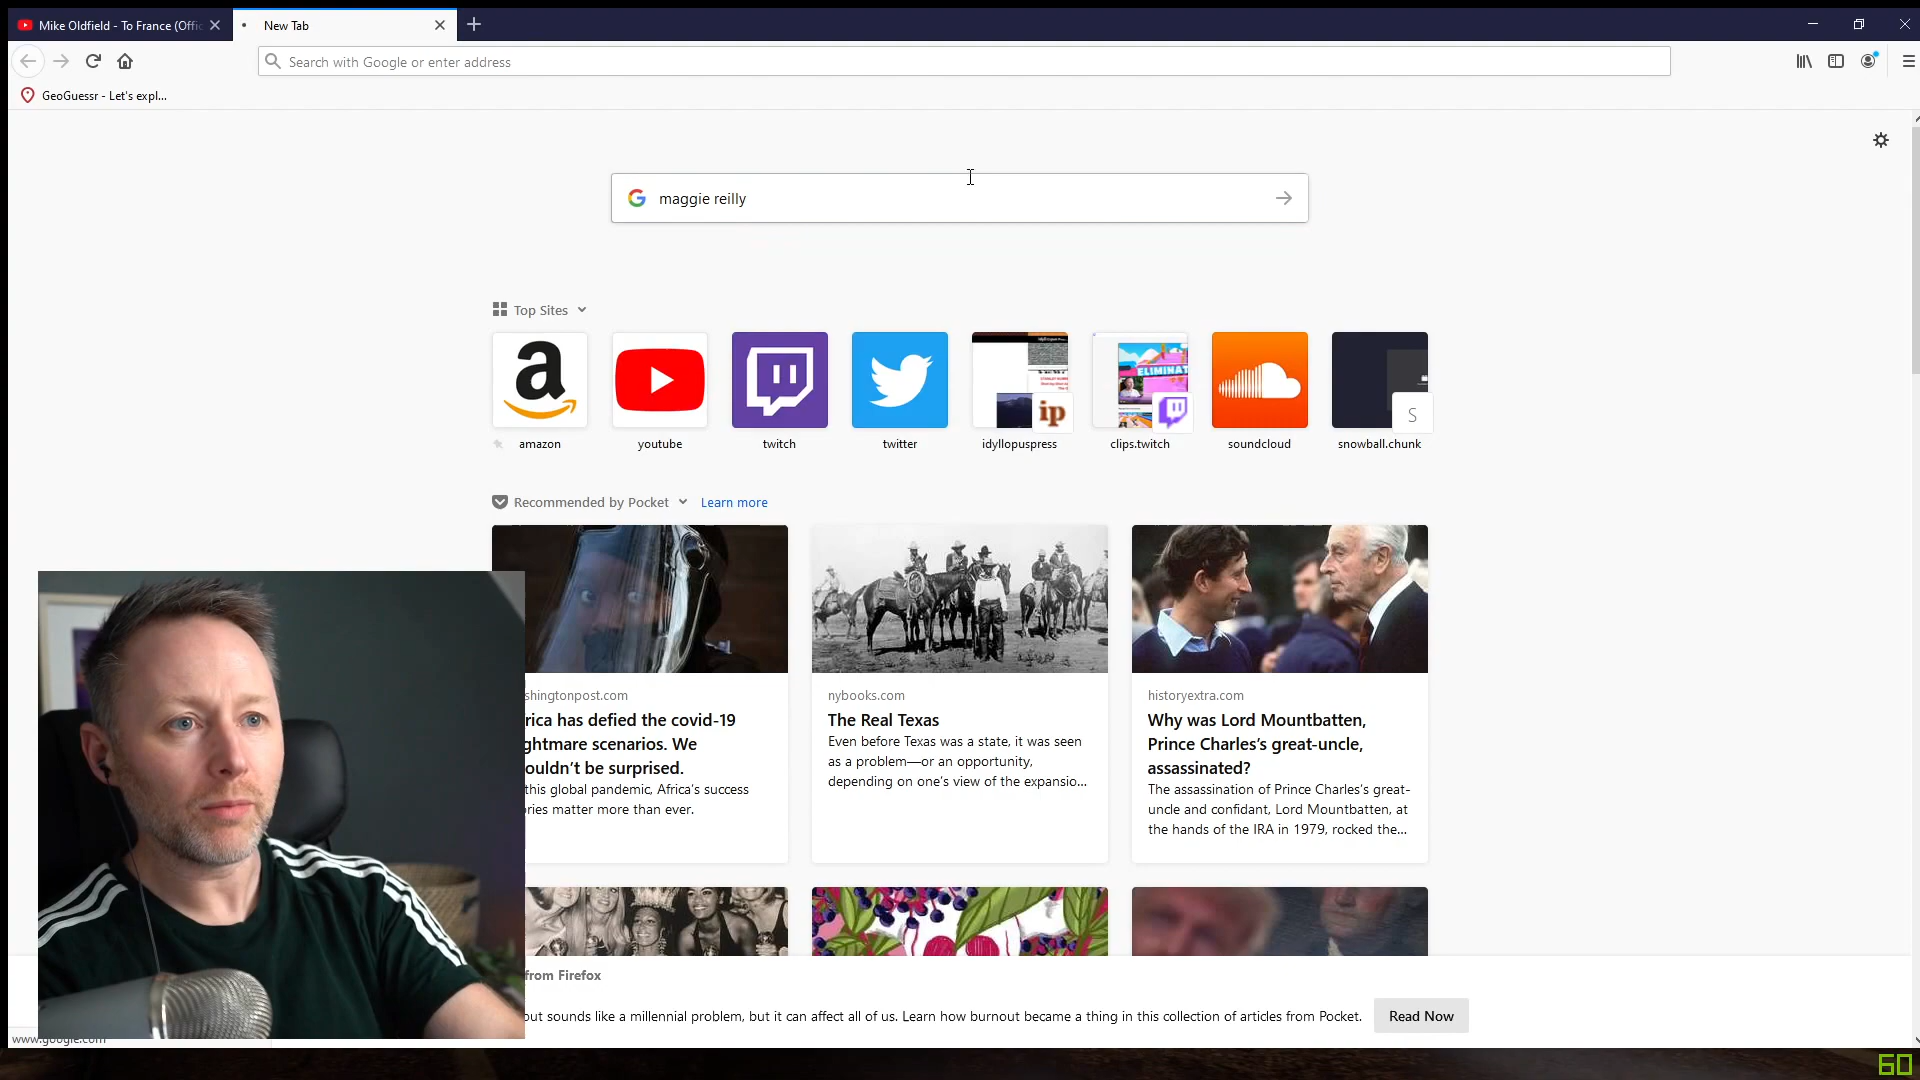 Mike Oldfield - To France (Offic
New Tab
Search with Google or enter address
GeoGuessr - Let's expl...
maggie reilly
Top Sites
a
ELIMINAT
ip
S
amazon
youtube
twitch
twitter
idyllopuspress
clips.twitch
soundcloud
snowball.chunk
Recommended by Pocket
Learn more
shingtonpost.com
rica has defied the covid-19
ghtmare scenarios. We
ouldn't be surprised.
this global pandemic, Africa's success
ries matter more than ever.
nybooks.com
The Real Texas
Even before Texas was a state, it was seen
as a problem—or an opportunity,
depending on one's view of the expansio...
historyextra.com
Why was Lord Mountbatten,
Prince Charles's great-uncle,
assassinated?
The assassination of Prince Charles's great-
uncle and confidant, Lord Mountbatten, at
the hands of the IRA in 1979, rocked the...
from Firefox
out sounds like a millennial problem, but it can affect all of us. Learn how burnout became a thing in this collection of articles from Pocket.
Read Now
www.google.com
60